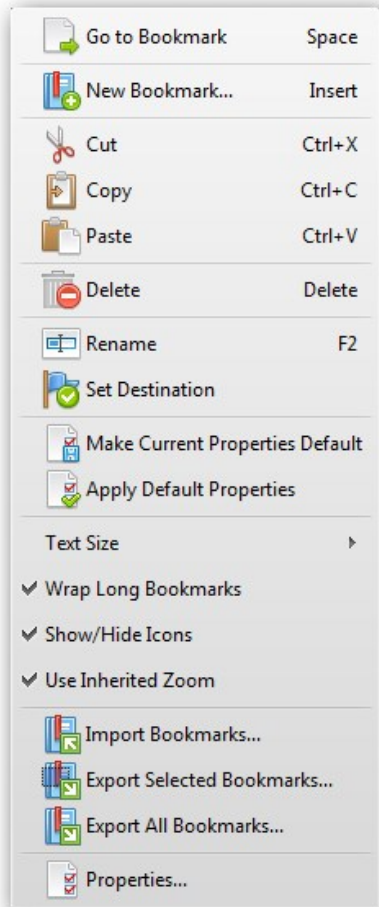 Go to Bookmark Space
New Bookmark... Insert
Cut Ctrl+X
Copy Ctrl+C
Paste Ctrl+V
Delete Delete
Rename F2
Set Destination
Make Current Properties Default
Apply Default Properties
Text Size
Wrap Long Bookmarks
Show/Hide Icons
Use Inherited Zoom
Import Bookmarks...
Export Selected Bookmarks...
Export All Bookmarks...
Properties...